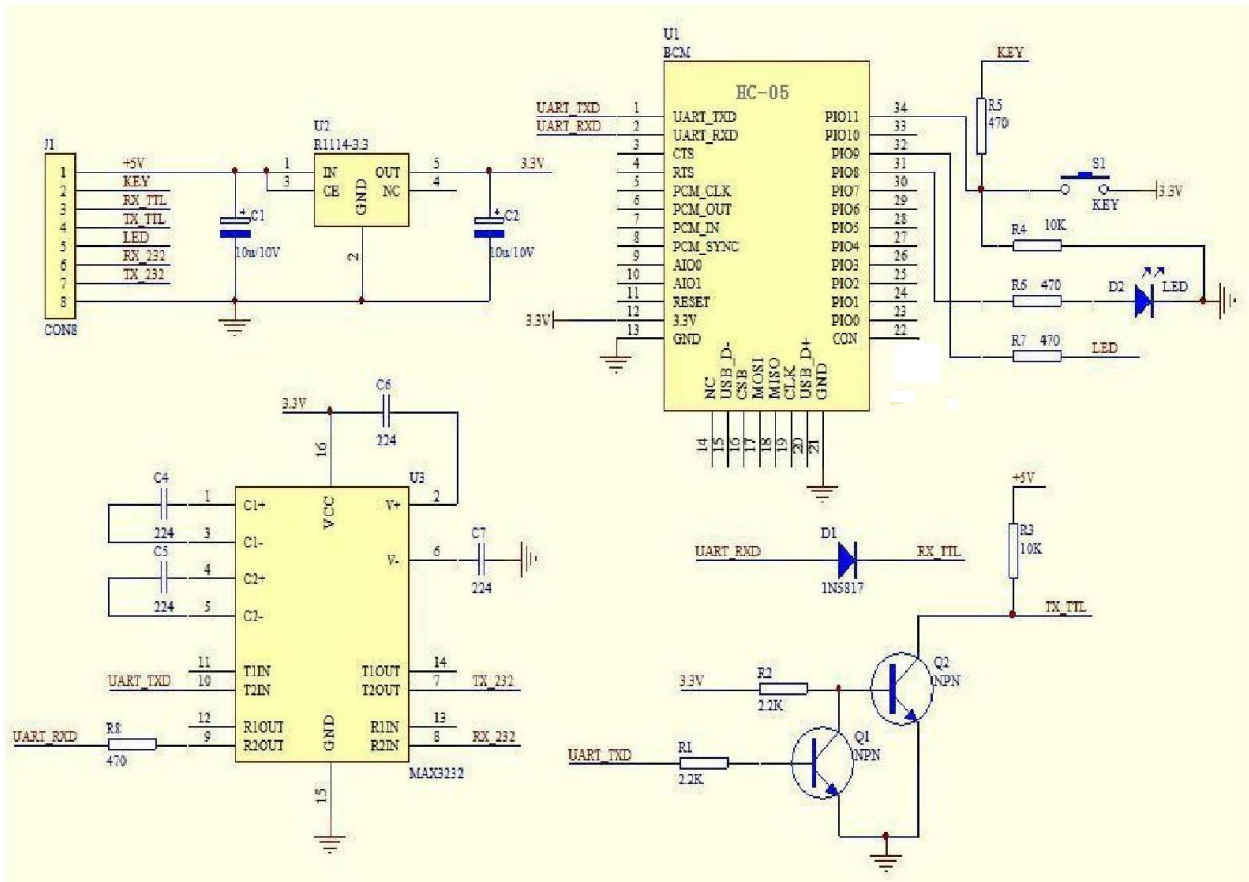 J1
1
+5V
2
KEY
3
RX_TTL
4
TX_TTL
5
LED
6
RX_232
7
TX_232
8
CON8
U2
R1114-3.3
1 IN OUT 5
3 CE NC 4
GND
2
3.3V
+ C1
10u/10V
+ C2
10u/10V
U1
BCM
HC-05
UART_TXD 1 UART_TXD
UART_RXD 2 UART_RXD
3 CTS
4 RTS
5 PCM_CLK
6 PCM_OUT
7 PCM_IN
8 PCM_SYNC
9 AIO0
10 AIO1
11 RESET
3.3V 12 3.3V
13 GND
PIO11 34
PIO10 33
PIO9 32
PIO8 31
PIO7 30
PIO6 29
PIO5 28
PIO4 27
PIO3 26
PIO2 25
PIO1 24
PIO0 23
CON 22
NC
USB_D-
CSB
MOSI
MISO
CLK
USB_D+
GND
14
15
16
17
18
19
20
21
KEY
R5
470
S1
KEY
3.3V
R4 10K
R6 470
D2 LED
R7 470 LED
3.3V
C6
224
16
U3
C4
224
C5
224
1 C1+
3 C1-
4 C2+
5 C2-
VCC
V+ 2
V- 6
C7
224
11 T1IN
UART_TXD 10 T2IN
12 R1OUT
UART_RXD R8 9 R2OUT
470
T1OUT 14
T2OUT 7 TX_232
R1IN 13
R2IN 8 RX_232
GND
15
MAX3232
UART_RXD D1 RX_TTL
1N5817
+5V
R3
10K
TX_TTL
Q2
NPN
3.3V R2
2.2K
Q1
NPN
UART_TXD R1
2.2K